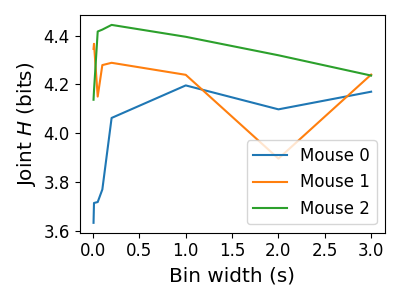 4.4
4.2
4.0
3.8
3.6
Joint H (bits)
0.0 0.5 1.0 1.5 2.0 2.5 3.0
Bin width (s)
Mouse 0
Mouse 1
Mouse 2